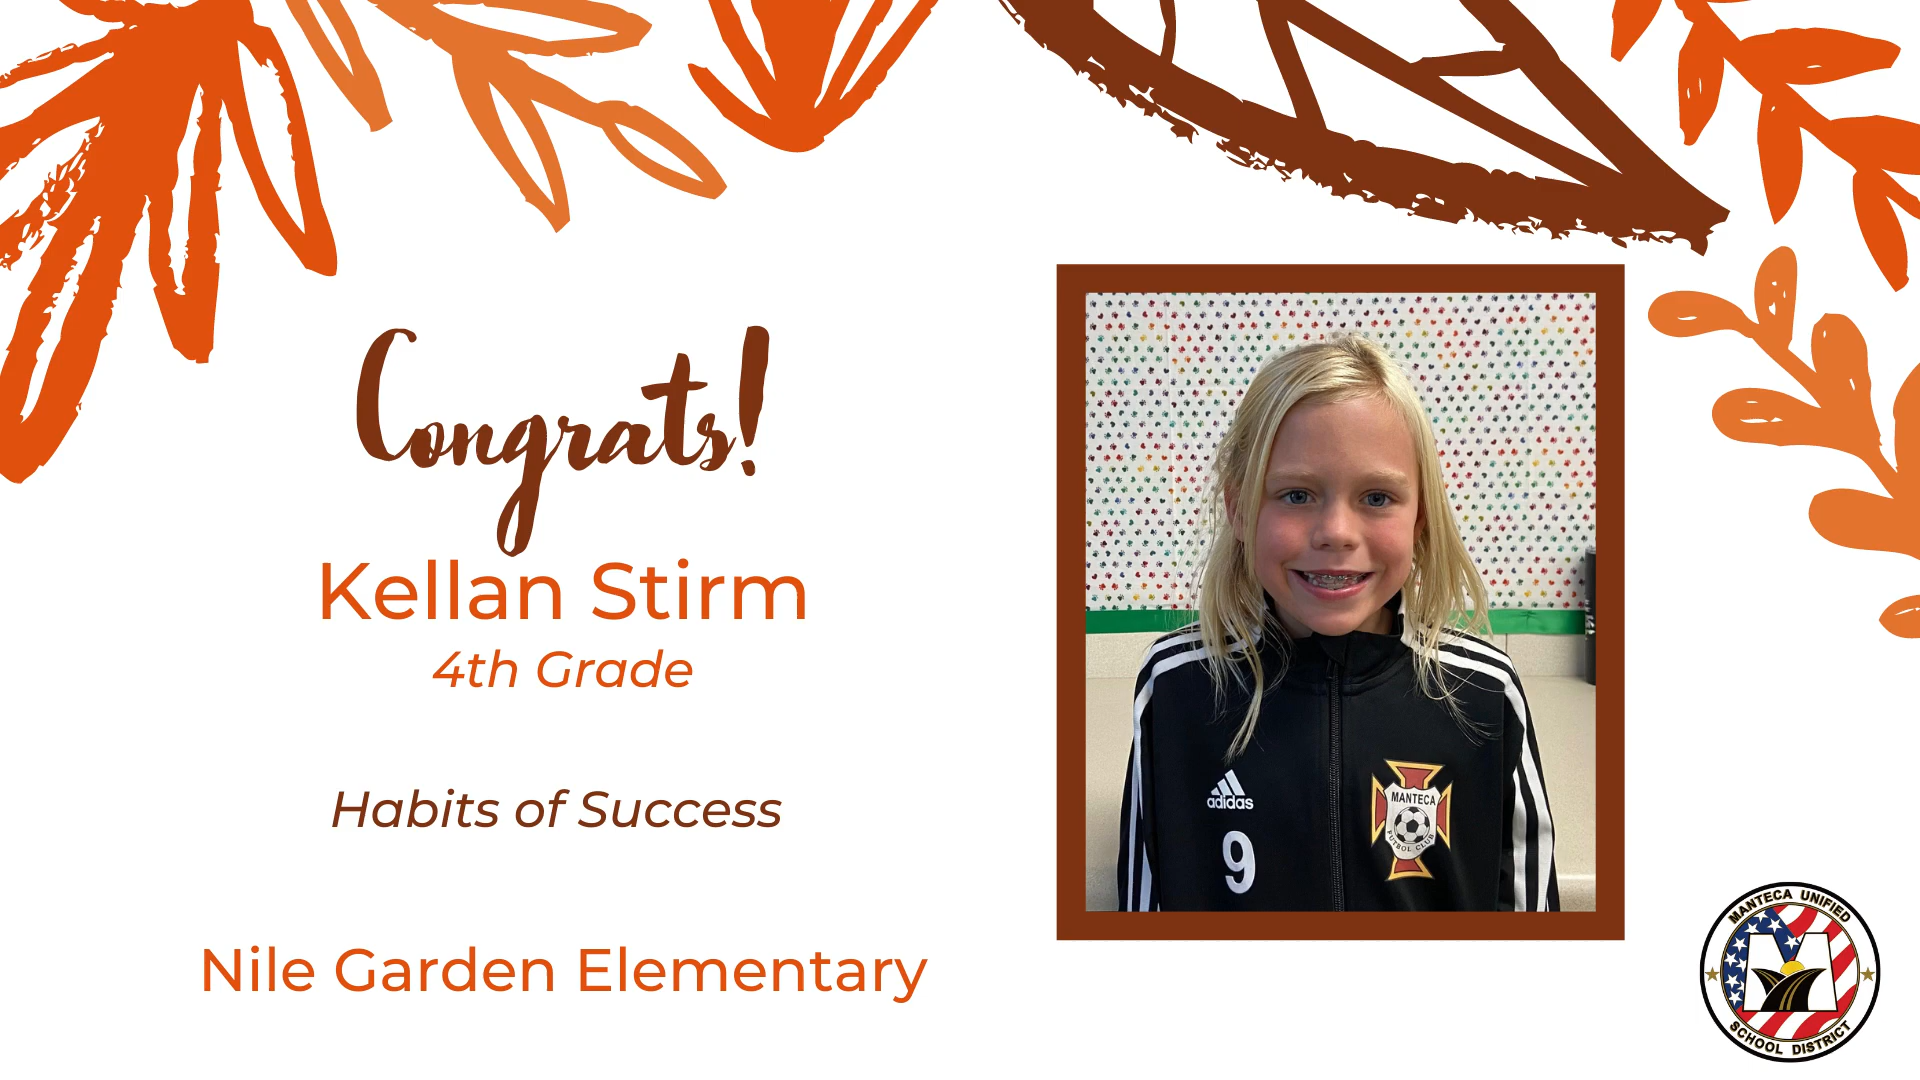 Congrats!
Kellan Stirm
4th Grade
Habits of Success
Nile Garden Elementary
adidas
9
MANTECA
FUTBOL CLUB
MANTECA UNIFIED
SCHOOL DISTRICT